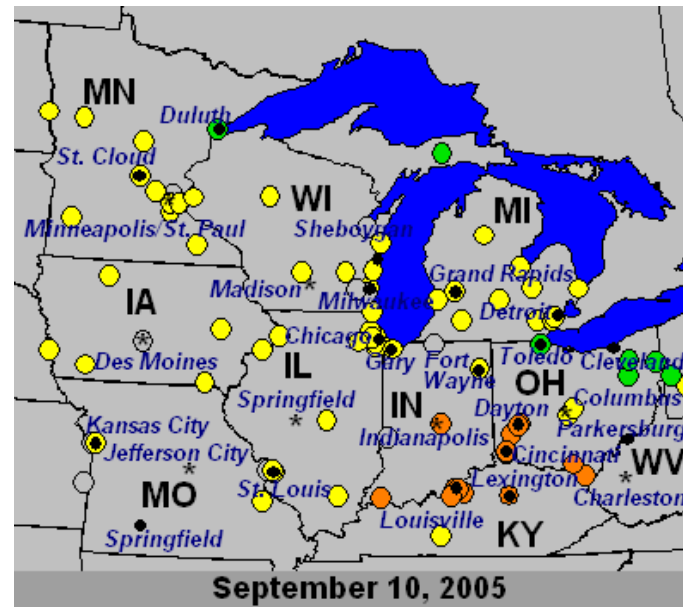 MN
Duluth
St. Cloud
WI
MI
Minneapolis/St. Paul
Sheboygan
Grand Rapids
Madison*
Milwaukee
Detroit
IA
Chicago
Toledo
Cleveland
Des Moines
Gary
Fort
Wayne
IL
OH
Springfield
IN
Dayton
Columbus
Kansas City
Indianapolis
Parkersburg
Jefferson City
Cincinnati
WV
MO
St. Louis
Lexington
Charleston
Louisville
KY
Springfield
September 10, 2005